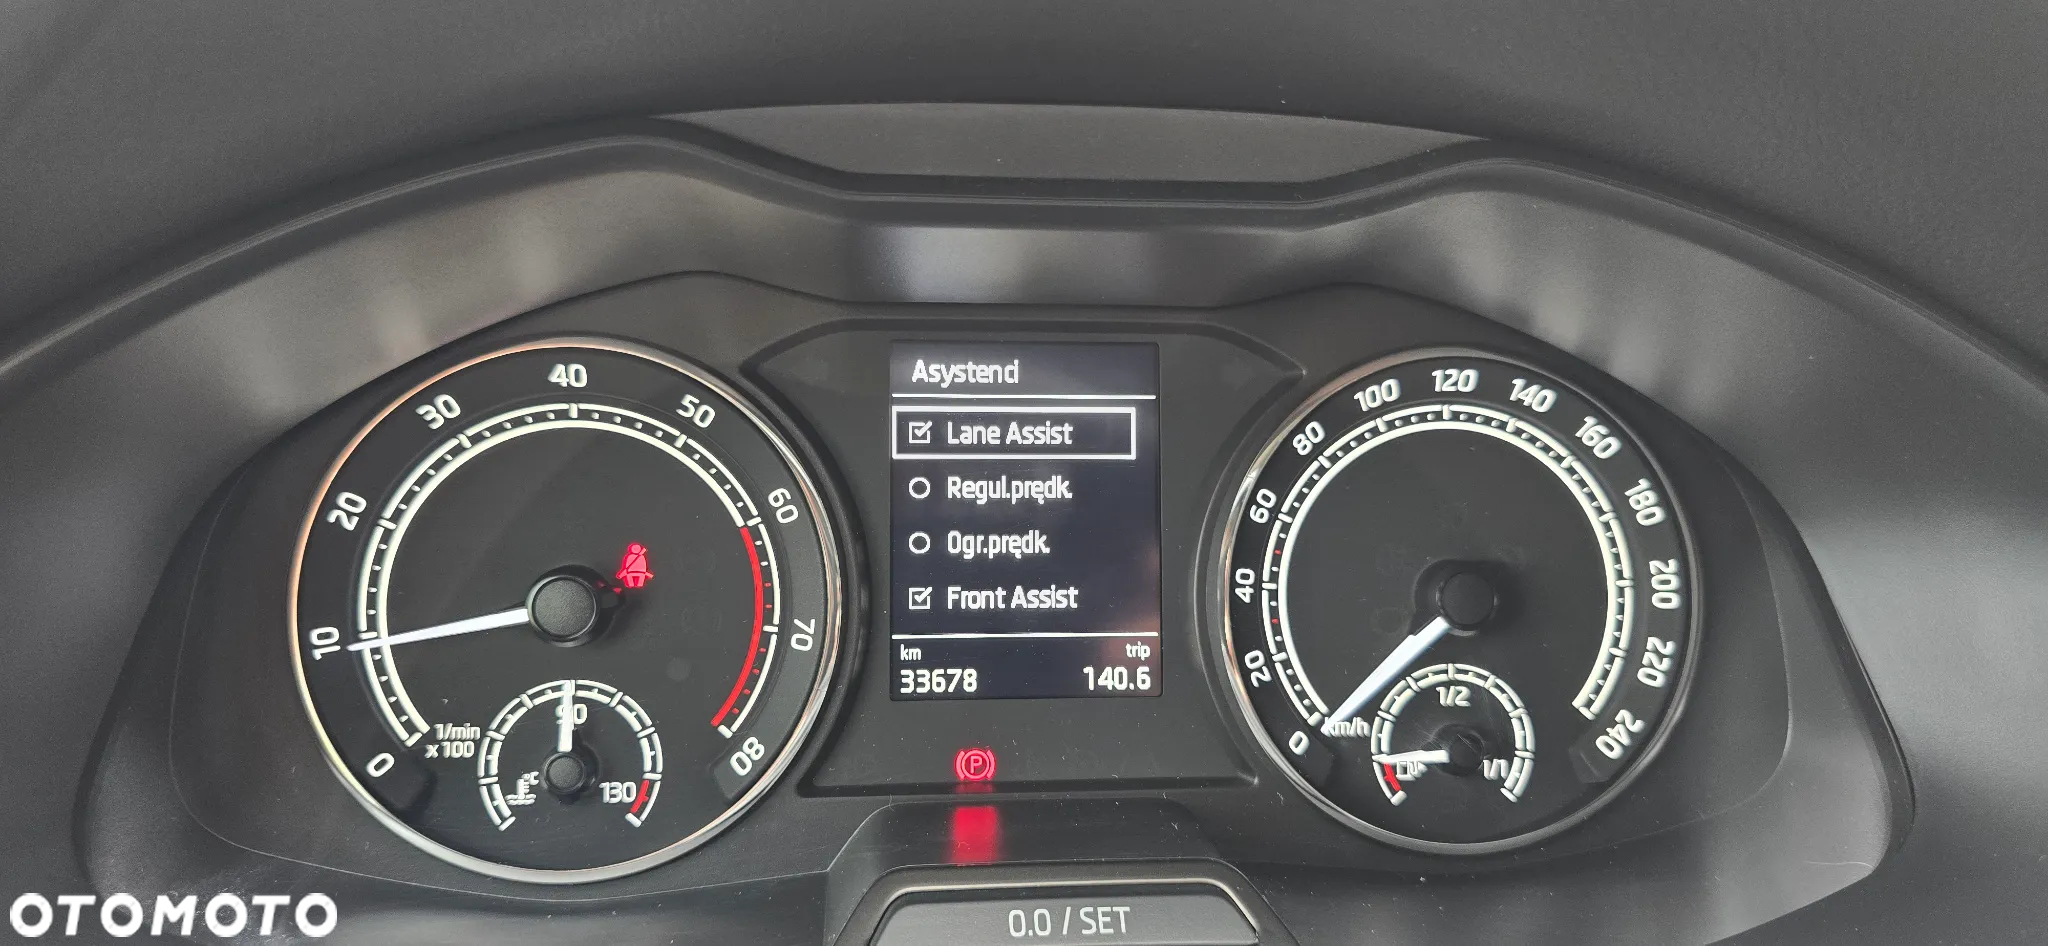 Asystenci
Lane Assist
Regul.prędk.
Ogr.prędk.
Front Assist
km
trip
33678
140.6
0
10
20
30
40
50
60
70
80
1/min
x 100
90
130
°C
0
20
40
60
80
100
120
140
160
180
200
220
240
km/h
1/2
1/1
P
0.0 / SET
OTOMOTO